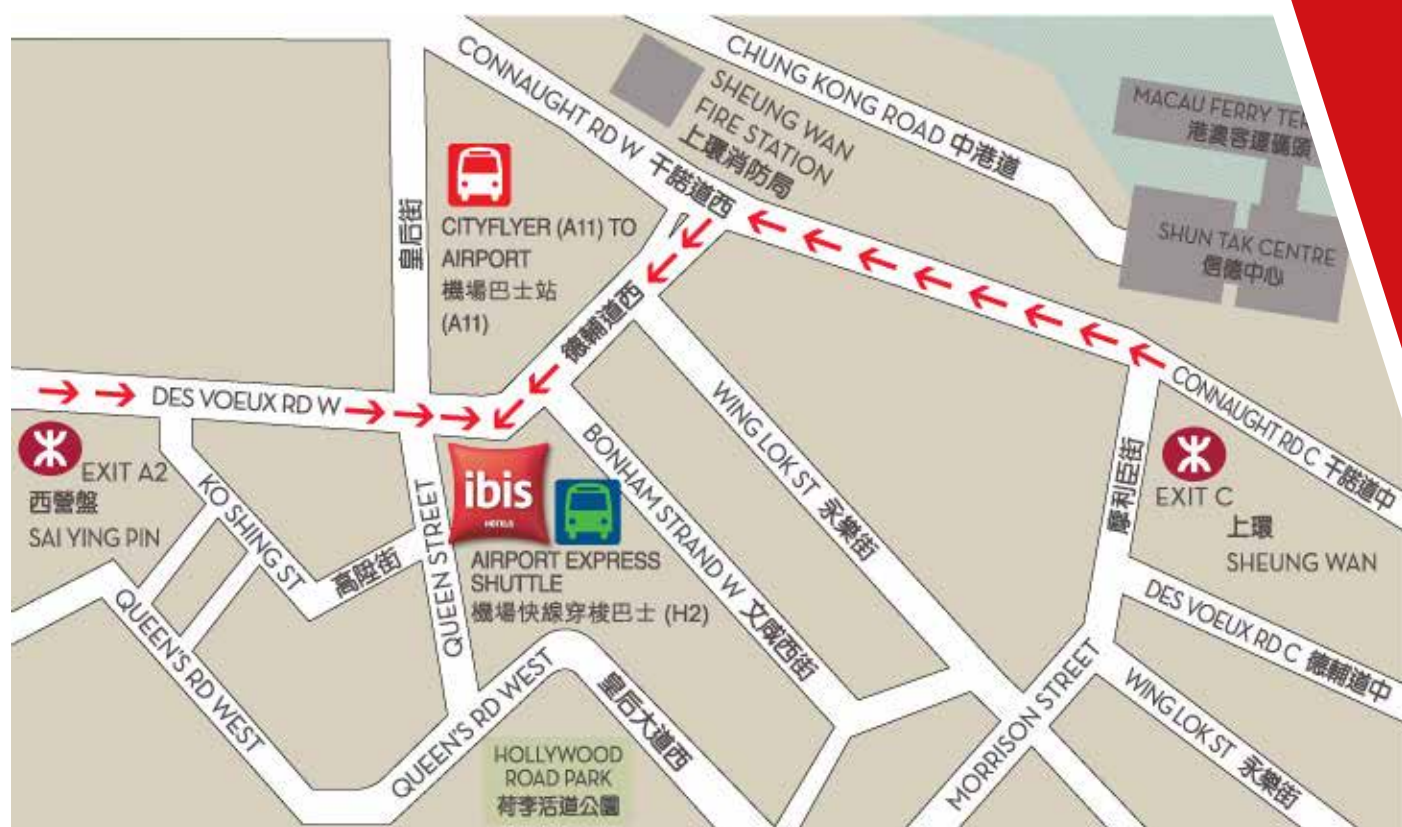 CONNAUGHT RD W 干諾道西
CHUNG KONG ROAD 中港道
SHEUNG WAN
FIRE STATION
上環消防局
MACAU FERRY
港澳客運碼頭
SHUN TAK CENTRE
信德中心
皇后街
CITYFLYER (A11) TO
AIRPORT
機場巴士站
(A11)
德輔道西
DES VOEUX RD W
CONNAUGHT RD C 干諾道中
摩利臣街
EXIT C
上環
SHEUNG WAN
EXIT A2
西營盤
SAI YING PIN
KO SHING ST
高陞街
QUEEN STREET
ibis
HOTELS
AIRPORT EXPRESS
SHUTTLE
機場快線穿梭巴士 (H2)
BONHAM STRAND W 文咸西街
WING LOK ST 永樂街
DES VOEUX RD C 德輔道中
WING LOK ST 永樂街
MORRISON STREET
QUEEN'S RD WEST
QUEEN'S RD WEST
皇后大道西
HOLLYWOOD
ROAD PARK
荷李活道公園